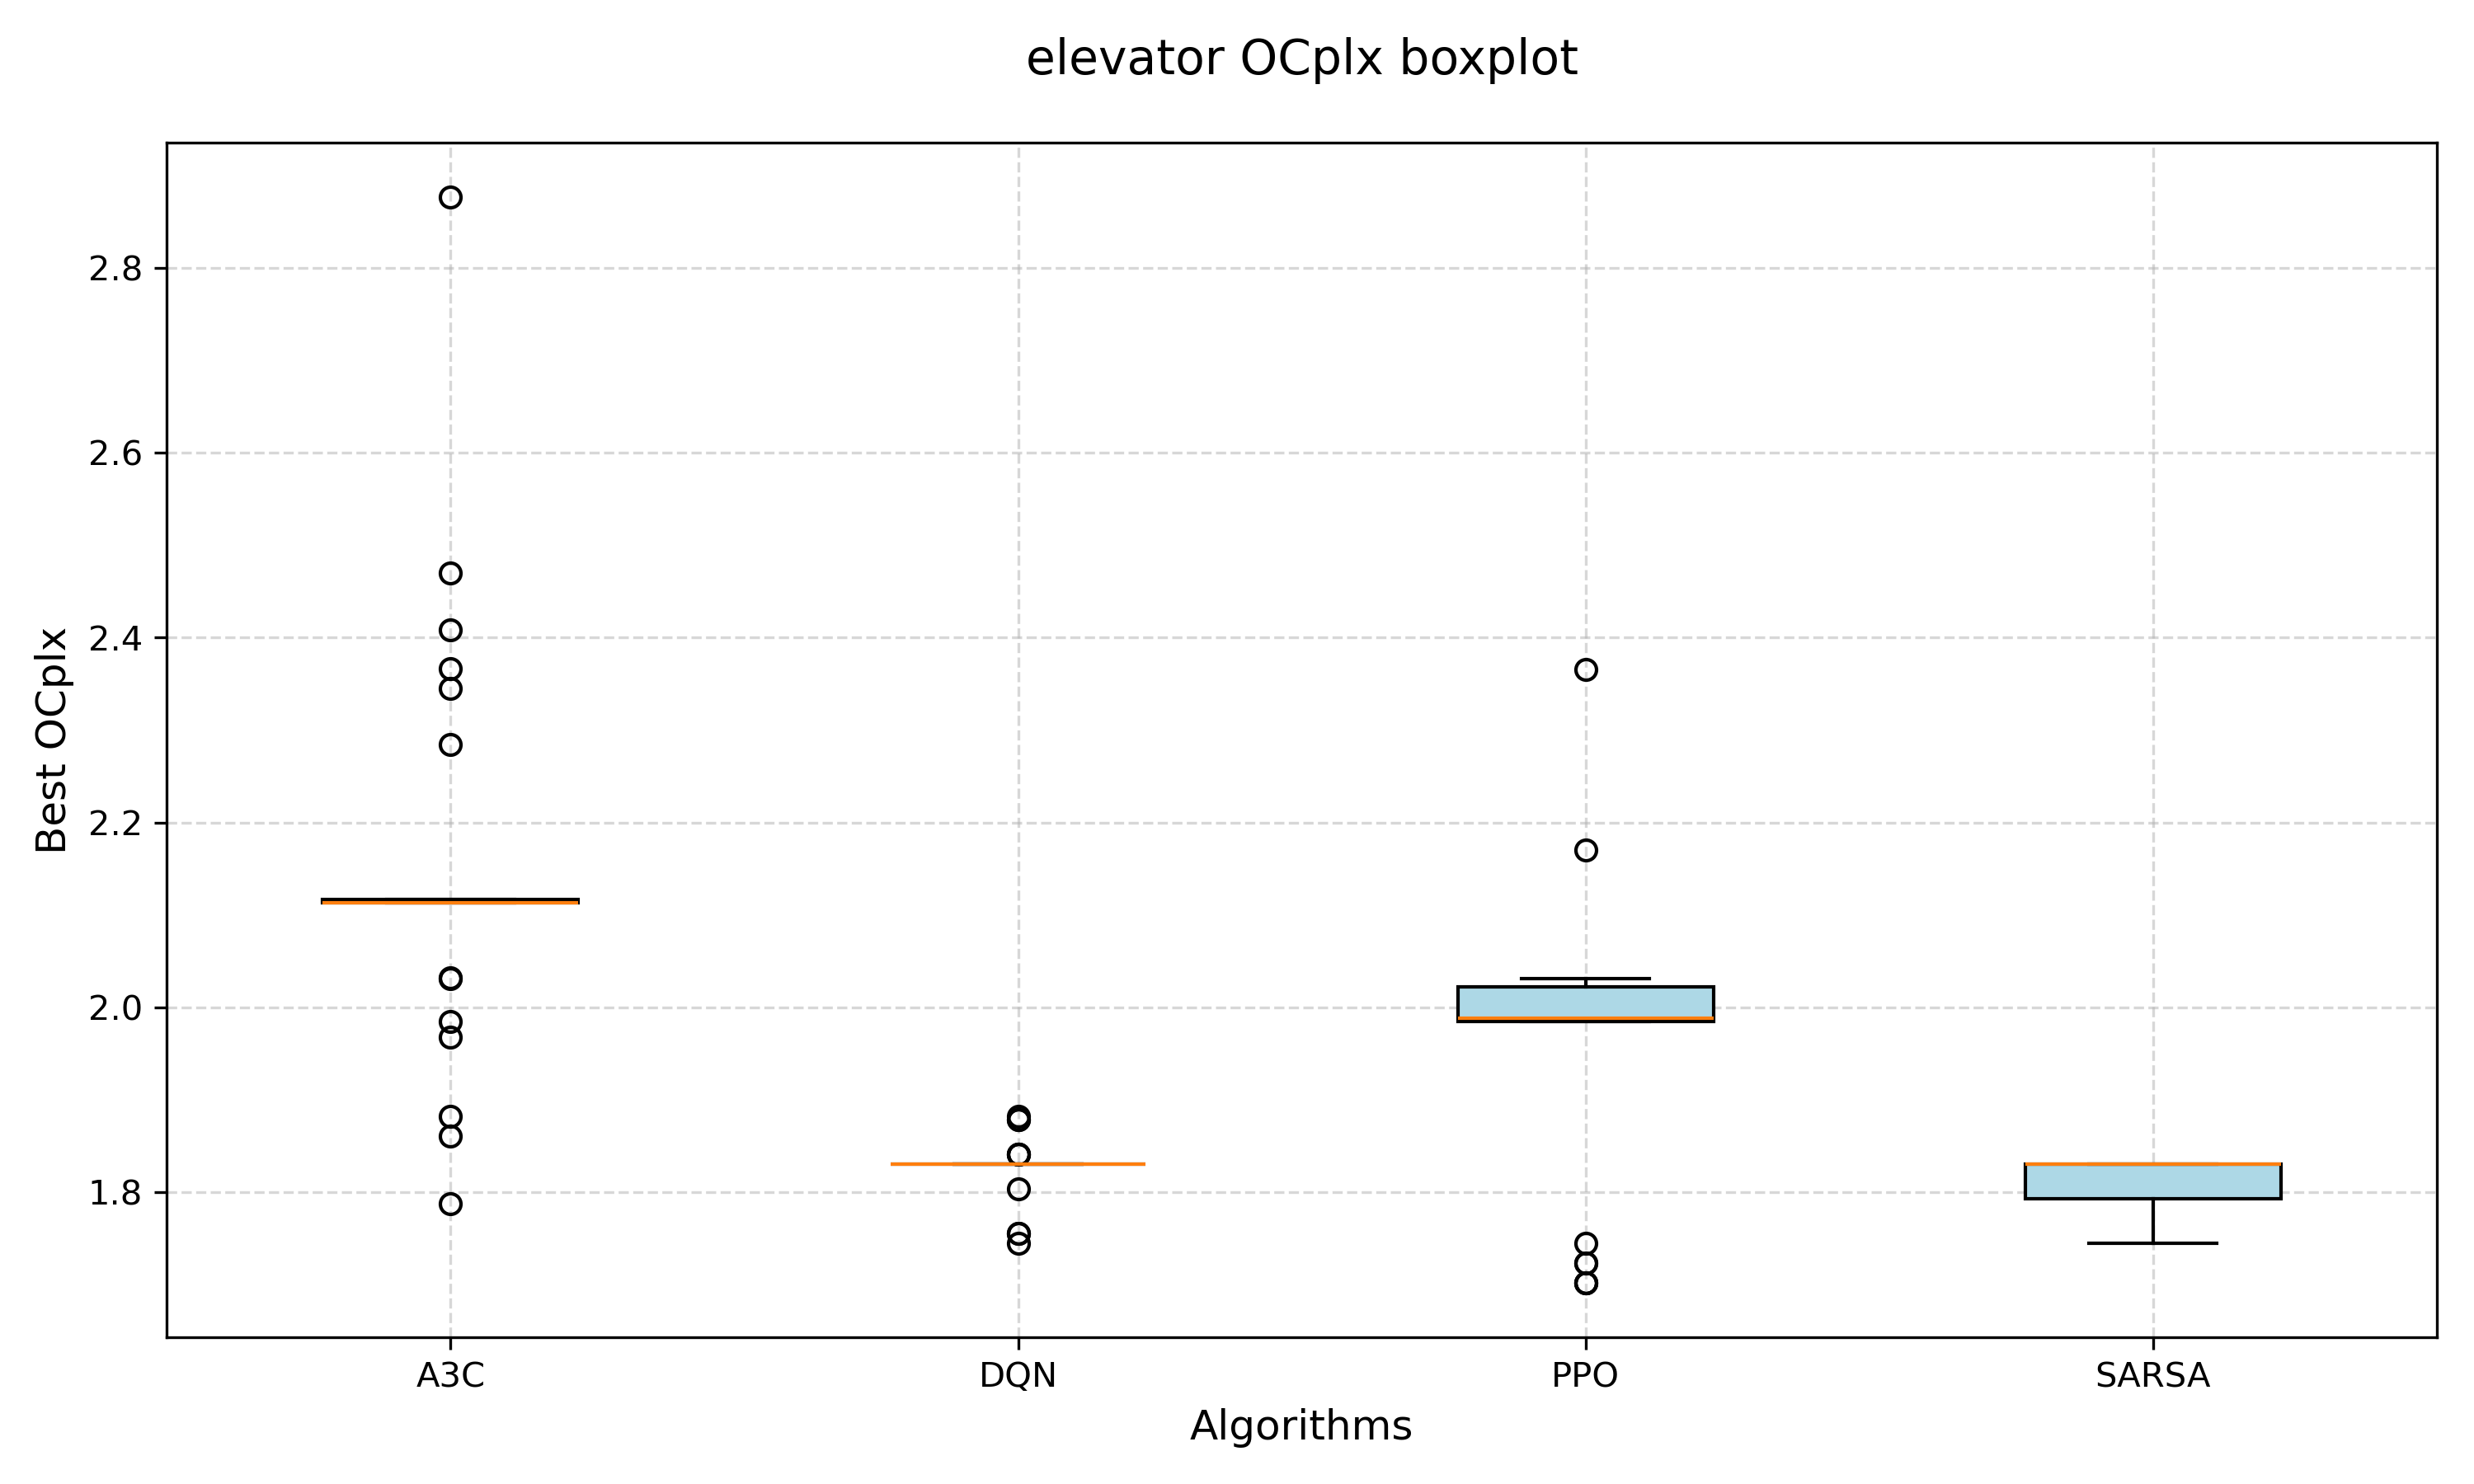 elevator OCplx boxplot
Best OCplx
2.8
2.6
2.4
2.2
2.0
1.8
A3C
DQN
PPO
SARSA
Algorithms